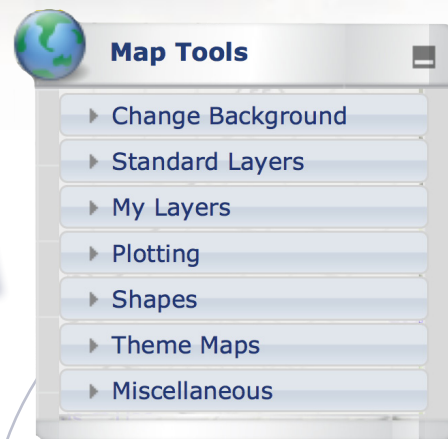 Map Tools
Change Background
Standard Layers
My Layers
Plotting
Shapes
Theme Maps
Miscellaneous